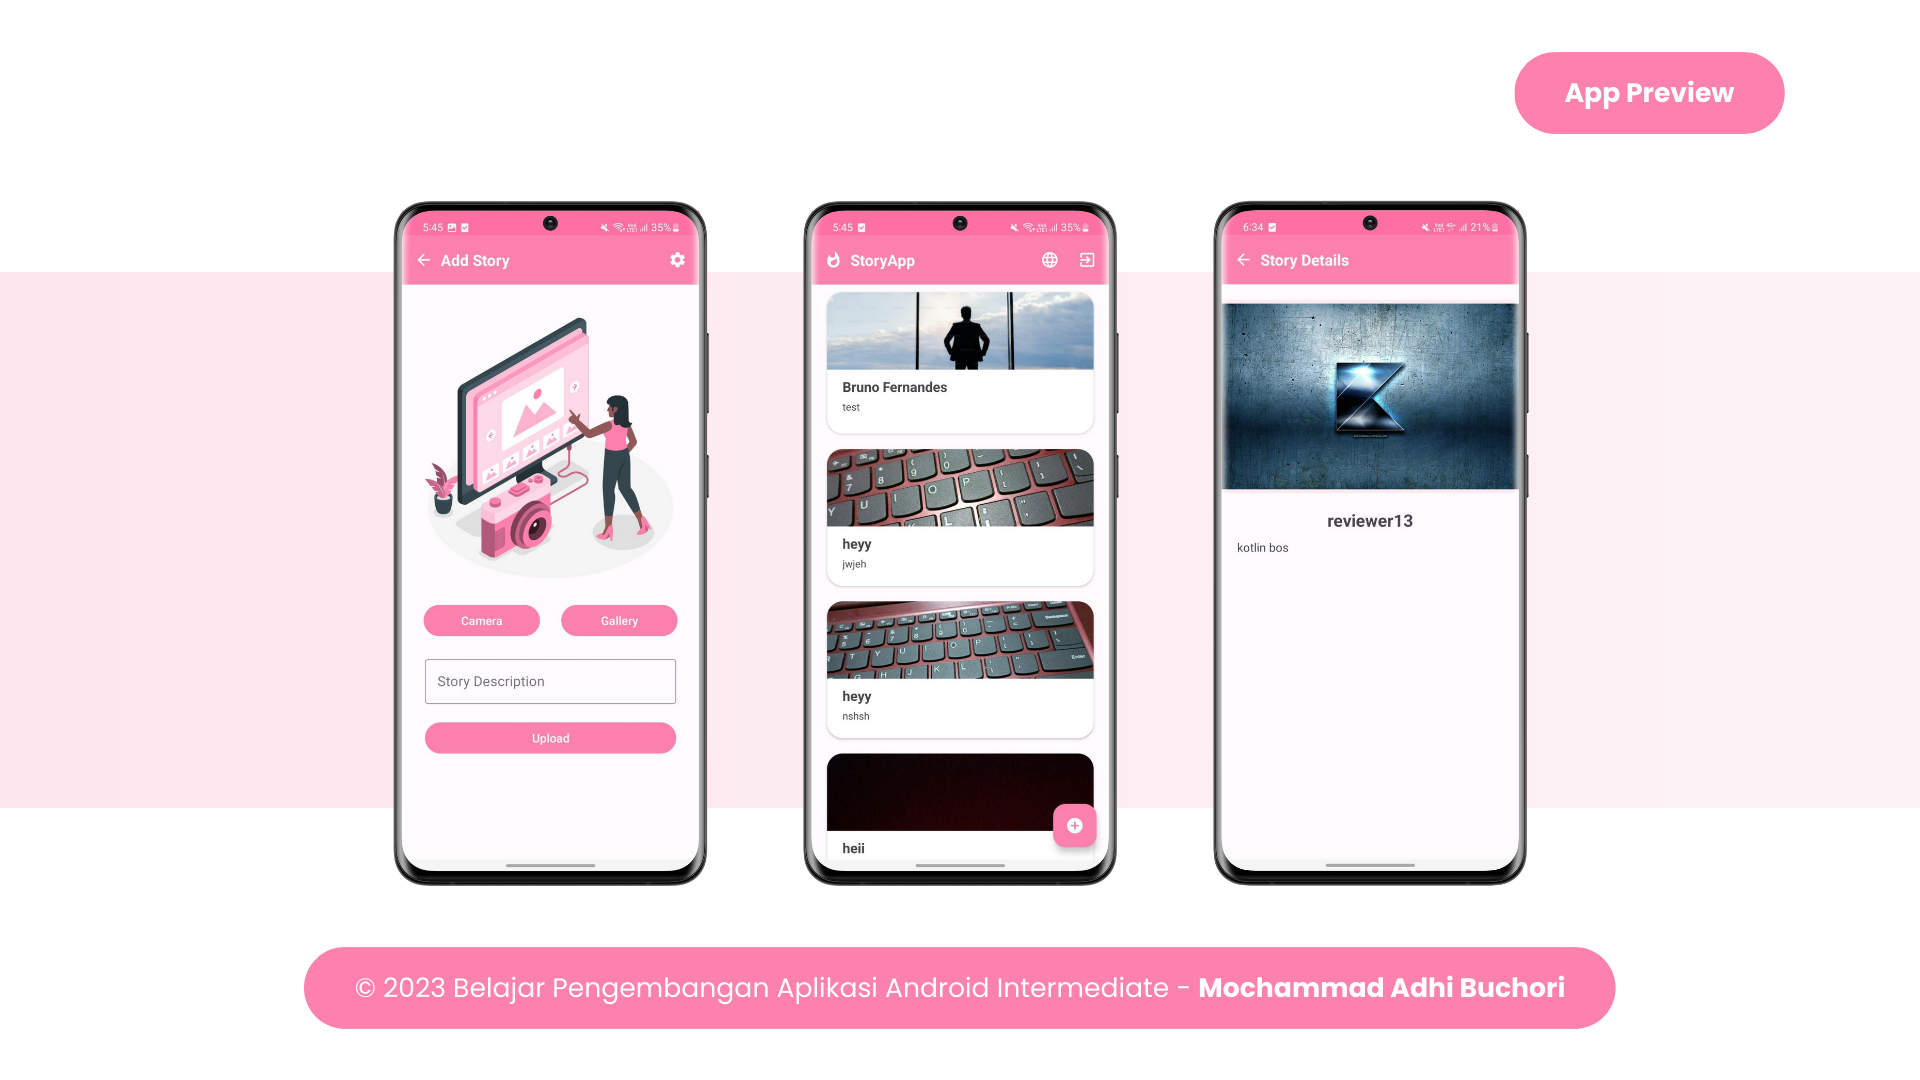 App Preview
5:45
35%
Add Story
Camera
Gallery
Story Description
Upload
5:45
35%
StoryApp
Bruno Fernandes
test
heyy
jwjeh
heyy
nshsh
heii
6:34
21%
Story Details
reviewer13
kotlin bos
© 2023 Belajar Pengembangan Aplikasi Android Intermediate - Mochammad Adhi Buchori